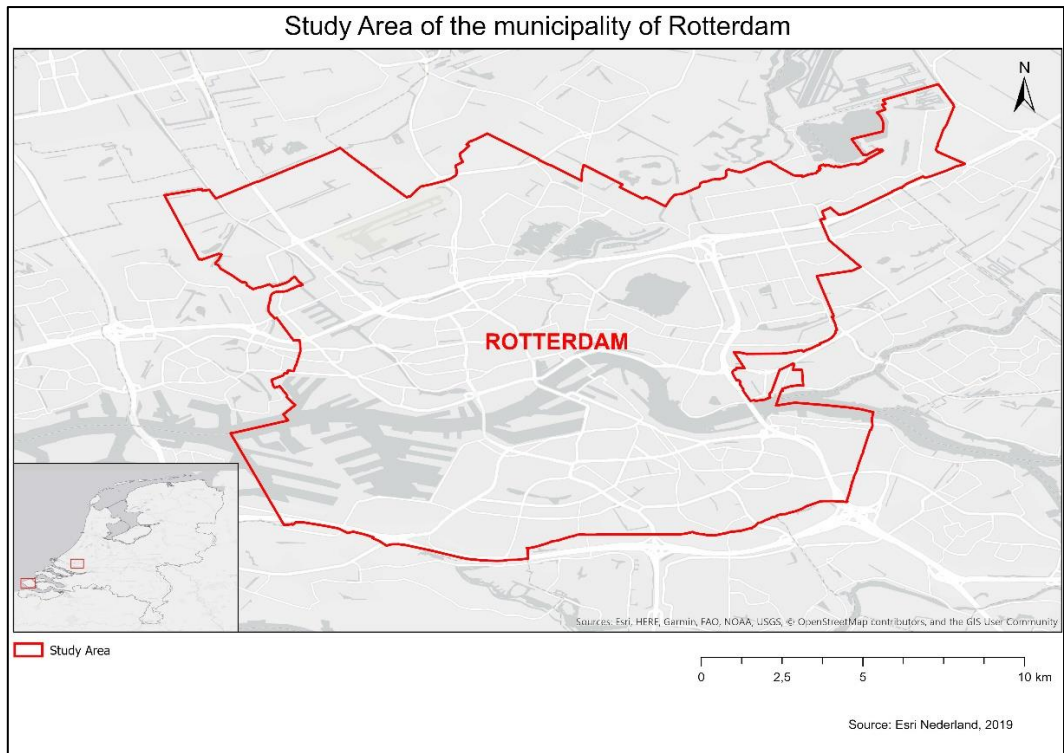 Study Area of the municipality of Rotterdam
N
ROTTERDAM
Sources: Esri, HERE, Garmin, FAO, NOAA, USGS, © OpenStreetMap contributors, and the GIS User Community
Study Area
0 2,5 5 10 km
Source: Esri Nederland, 2019